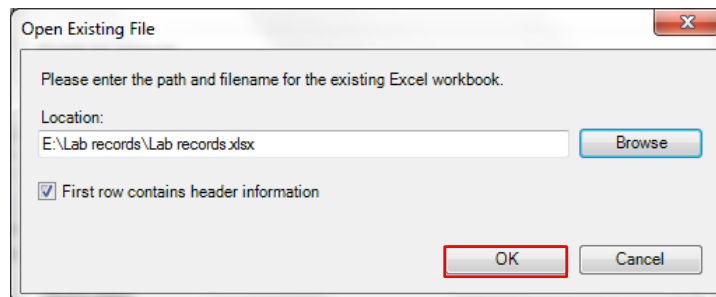 Open Existing File
Please enter the path and filename for the existing Excel workbook.
Location:
E:\Lab records\Lab records.xlsx
Browse
First row contains header information
OK
Cancel